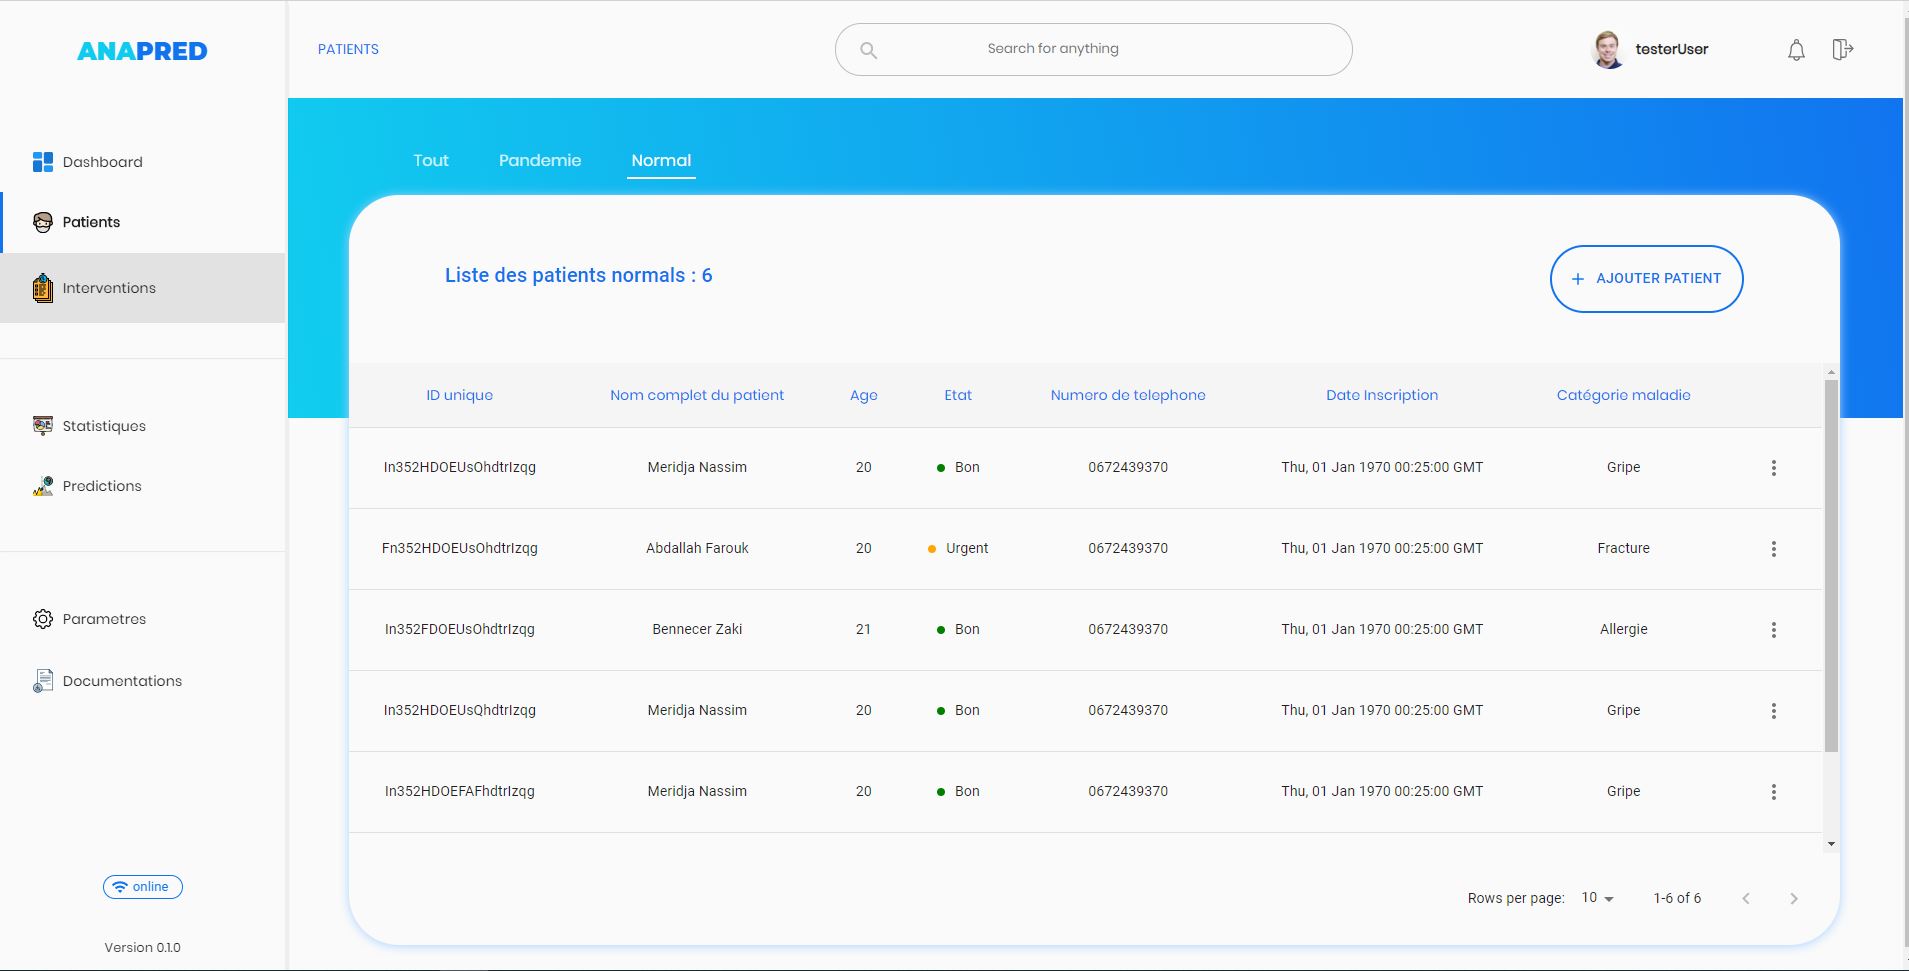 ANAPRED
PATIENTS
Search for anything
testerUser
Dashboard
Patients
Interventions
Statistiques
Predictions
Parametres
Documentations
online
Version 0.1.0
Tout Pandemie Normal
Liste des patients normals : 6
+ AJOUTER PATIENT
ID unique Nom complet du patient Age Etat Numero de telephone Date Inscription Catégorie maladie
In352HDOEUsOhdtrIzqg Meridja Nassim 20 Bon 0672439370 Thu, 01 Jan 1970 00:25:00 GMT Gripe
Fn352HDOEUsOhdtrIzqg Abdallah Farouk 20 Urgent 0672439370 Thu, 01 Jan 1970 00:25:00 GMT Fracture
In352FDOEUsOhdtrIzqg Bennecer Zaki 21 Bon 0672439370 Thu, 01 Jan 1970 00:25:00 GMT Allergie
In352HDOEUsQhdtrIzqg Meridja Nassim 20 Bon 0672439370 Thu, 01 Jan 1970 00:25:00 GMT Gripe
In352HDOEFAFhdtrIzqg Meridja Nassim 20 Bon 0672439370 Thu, 01 Jan 1970 00:25:00 GMT Gripe
Rows per page: 10 1-6 of 6